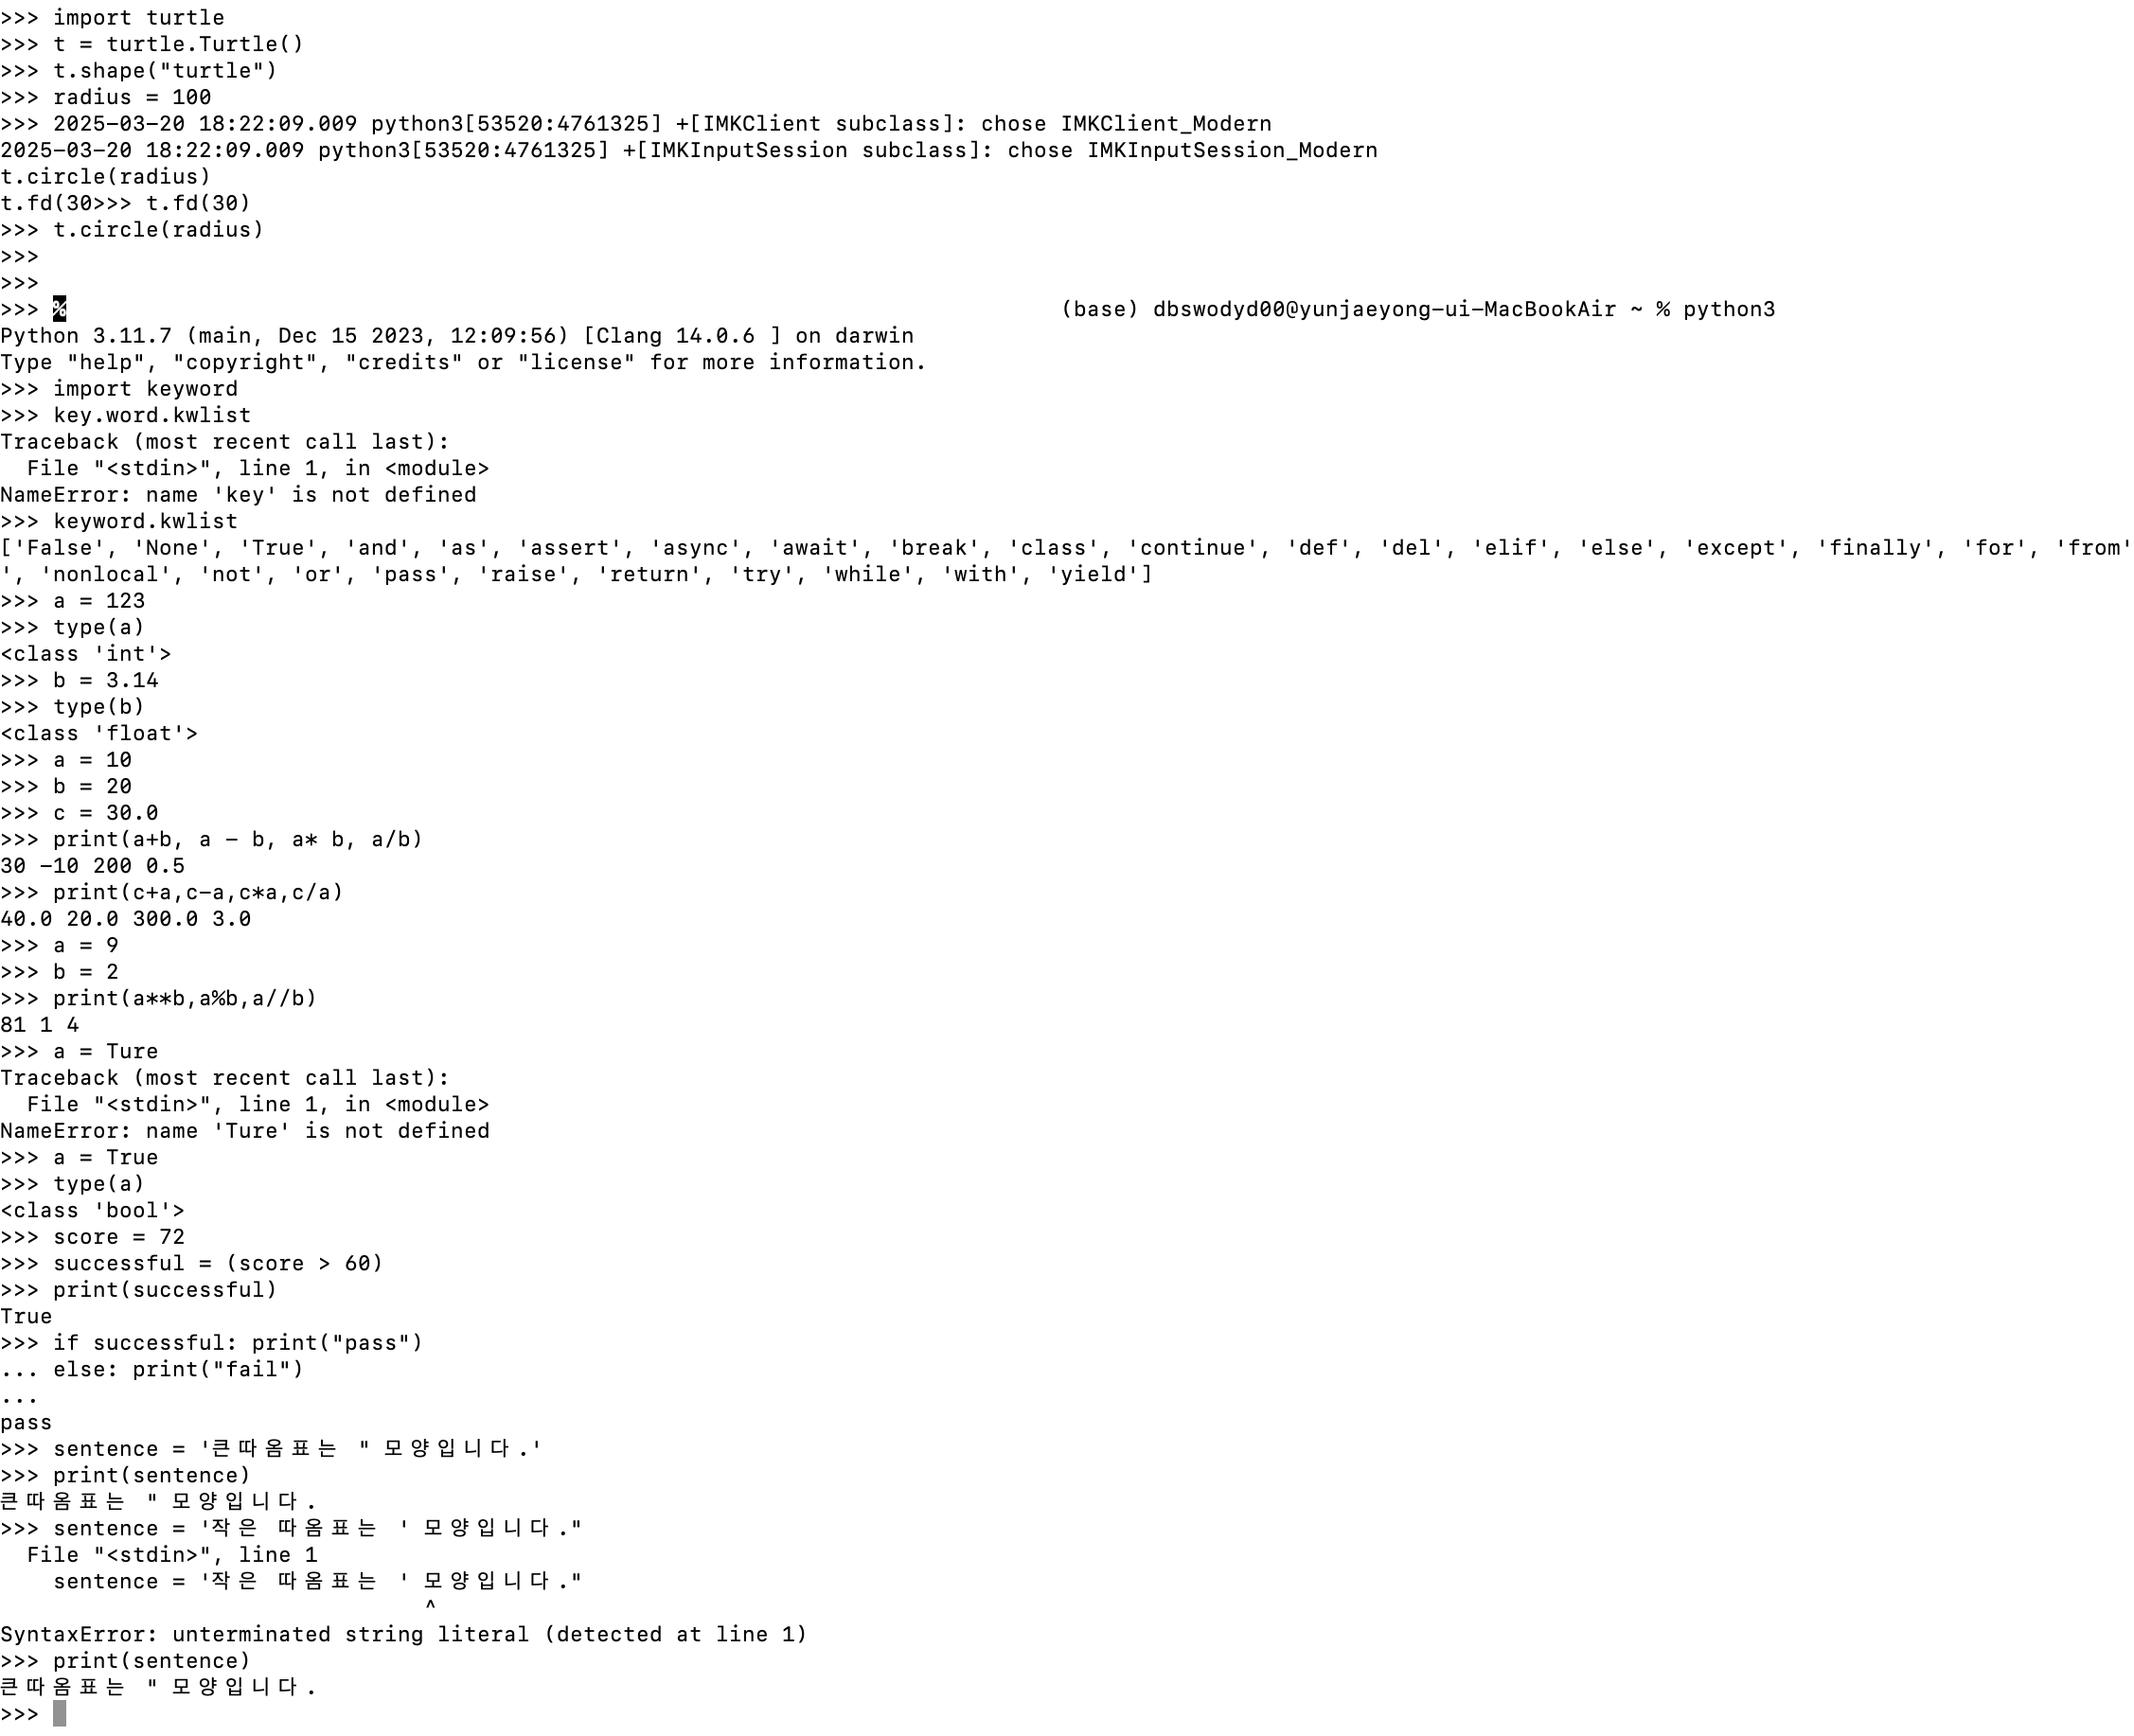 >>> import turtle
>>> t = turtle.Turtle()
>>> t.shape("turtle")
>>> radius = 100
>>> 2025-03-20 18:22:09.009 python3[53520:4761325] +[IMKClient subclass]: chose IMKClient_Modern
2025-03-20 18:22:09.009 python3[53520:4761325] +[IMKInputSession subclass]: chose IMKInputSession_Modern
t.circle(radius)
t.fd(30>>> t.fd(30)
>>> t.circle(radius)
>>>
>>>
>>> % (base) dbswodyd00@yunjaeyong-ui-MacBookAir ~ % python3
Python 3.11.7 (main, Dec 15 2023, 12:09:56) [Clang 14.0.6 ] on darwin
Type "help", "copyright", "credits" or "license" for more information.
>>> import keyword
>>> key.word.kwlist
Traceback (most recent call last):
  File "<stdin>", line 1, in <module>
NameError: name 'key' is not defined
>>> keyword.kwlist
['False', 'None', 'True', 'and', 'as', 'assert', 'async', 'await', 'break', 'class', 'continue', 'def', 'del', 'elif', 'else', 'except', 'finally', 'for', 'from'
', 'nonlocal', 'not', 'or', 'pass', 'raise', 'return', 'try', 'while', 'with', 'yield']
>>> a = 123
>>> type(a)
<class 'int'>
>>> b = 3.14
>>> type(b)
<class 'float'>
>>> a = 10
>>> b = 20
>>> c = 30.0
>>> print(a+b, a - b, a* b, a/b)
30 -10 200 0.5
>>> print(c+a,c-a,c*a,c/a)
40.0 20.0 300.0 3.0
>>> a = 9
>>> b = 2
>>> print(a**b,a%b,a//b)
81 1 4
>>> a = Ture
Traceback (most recent call last):
  File "<stdin>", line 1, in <module>
NameError: name 'Ture' is not defined
>>> a = True
>>> type(a)
<class 'bool'>
>>> score = 72
>>> successful = (score > 60)
>>> print(successful)
True
>>> if successful: print("pass")
... else: print("fail")
...
pass
>>> sentence = '큰따옴표는 " 모양입니다.'
>>> print(sentence)
큰따옴표는 " 모양입니다.
>>> sentence = '작은 따옴표는 ' 모양입니다."
  File "<stdin>", line 1
    sentence = '작은 따옴표는 ' 모양입니다."
                                ^
SyntaxError: unterminated string literal (detected at line 1)
>>> print(sentence)
큰따옴표는 " 모양입니다.
>>>